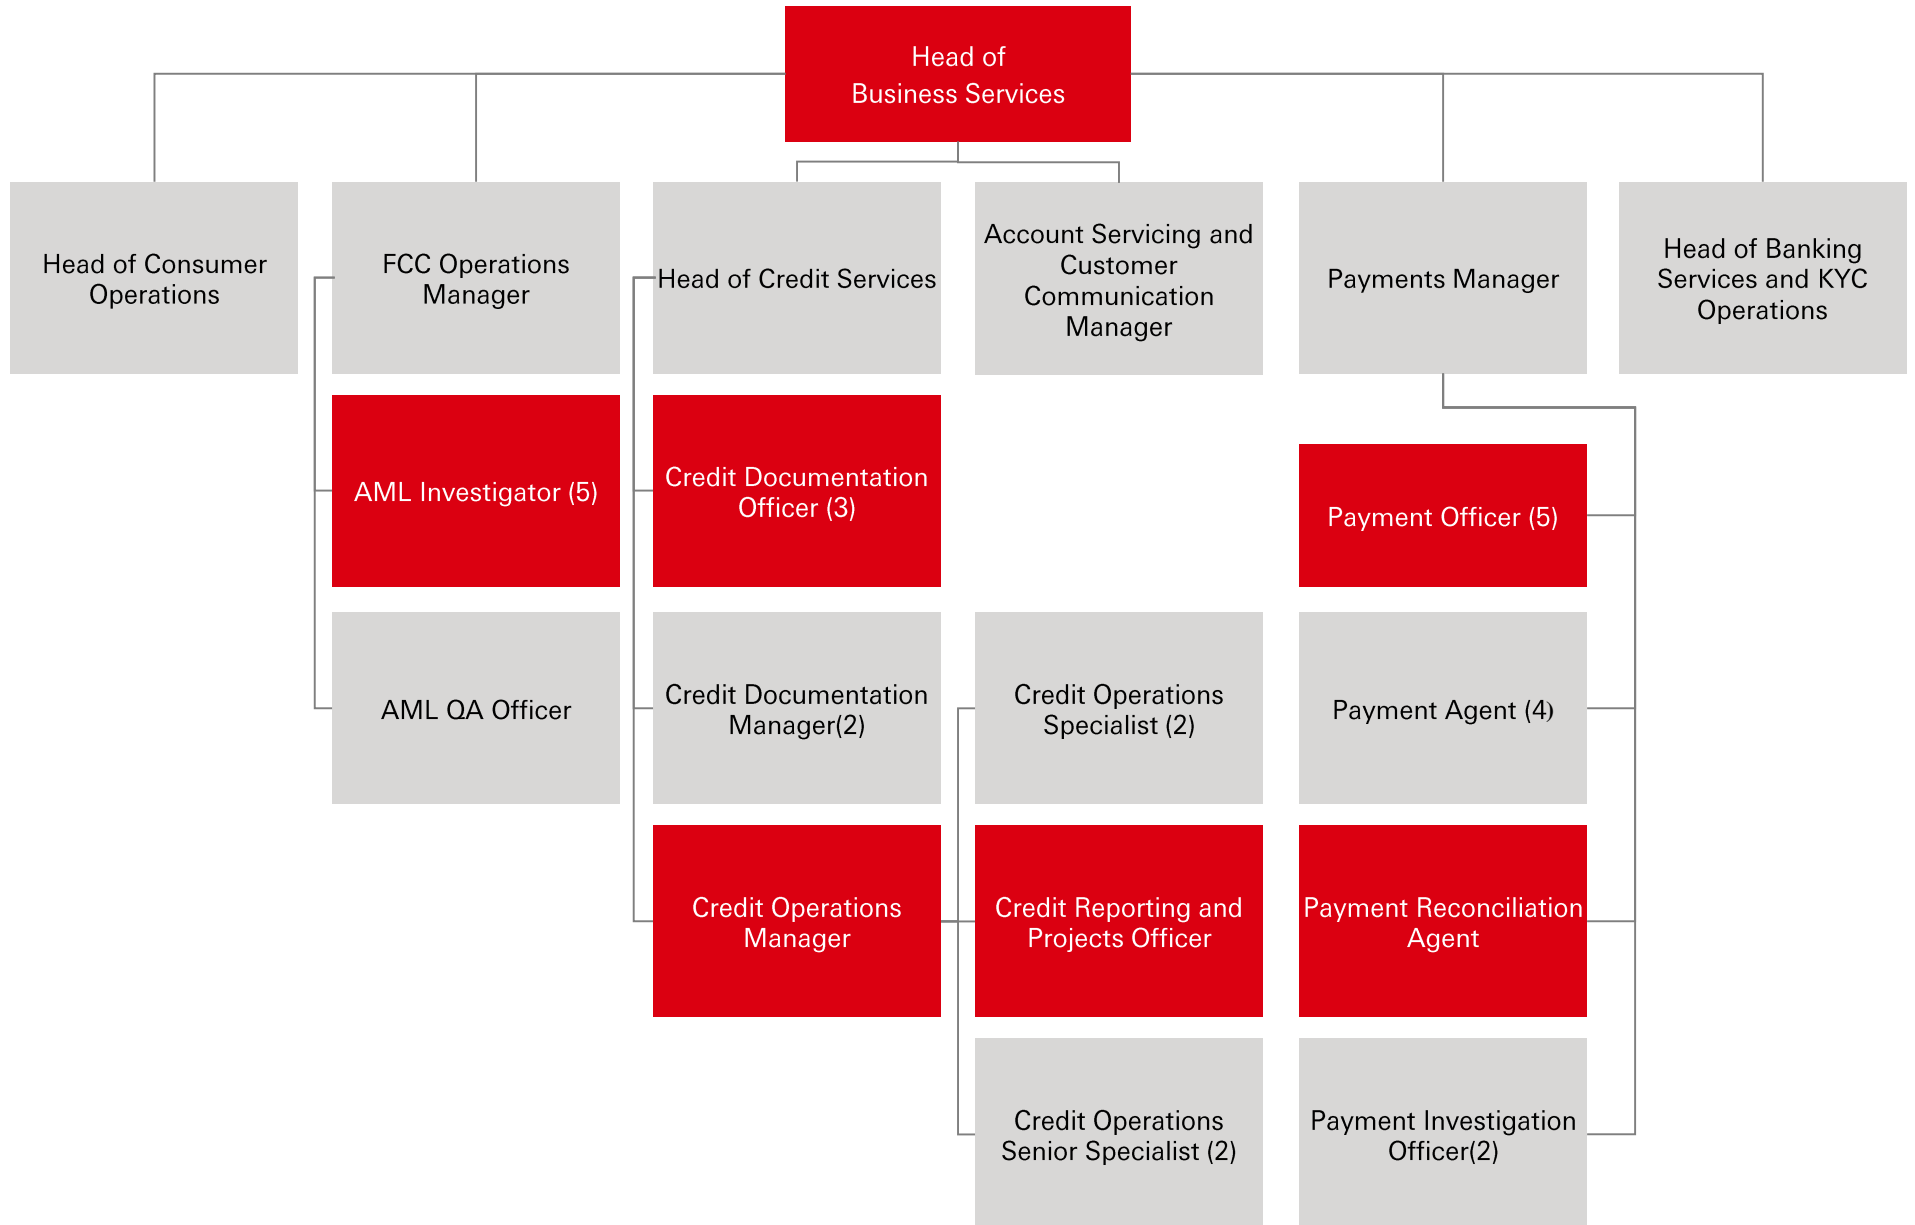 Head of
Business Services
Head of Consumer
Operations
FCC Operations
Manager
Head of Credit Services
Account Servicing and
Customer
Communication
Manager
Payments Manager
Head of Banking
Services and KYC
Operations
AML Investigator (5)
Credit Documentation
Officer (3)
Payment Officer (5)
AML QA Officer
Credit Documentation
Manager(2)
Credit Operations
Specialist (2)
Payment Agent (4)
Credit Operations
Manager
Credit Reporting and
Projects Officer
Payment Reconciliation
Agent
Credit Operations
Senior Specialist (2)
Payment Investigation
Officer(2)